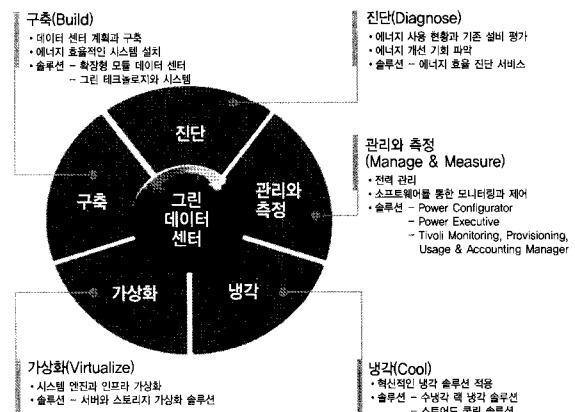 구축(Build)
• 데이터 센터 계획과 구축
• 에너지 효율적인 시스템 설치
• 솔루션 – 확장형 모듈 데이터 센터
– 그린 테크놀로지와 시스템
진단(Diagnose)
• 에너지 사용 현황과 기존 설비 평가
• 에너지 개선 기회 파악
• 솔루션 – 에너지 효율 진단 서비스
관리와 측정
(Manage & Measure)
• 전력 관리
• 소프트웨어를 통한 모니터링과 제어
• 솔루션 – Power Configurator
– Power Executive
– Tivoli Monitoring, Provisioning,
Usage & Accounting Manager
진단
구축
그린
데이터
센터
관리와
측정
가상화
냉각
가상화(Virtualize)
• 시스템 엔진과 인프라 가상화
• 솔루션 – 서버와 스토리지 가상화 솔루션
냉각(Cool)
• 혁신적인 냉각 솔루션 적용
• 솔루션 – 수냉각 랙 냉각 솔루션
– 스토어드 쿨링 솔루션